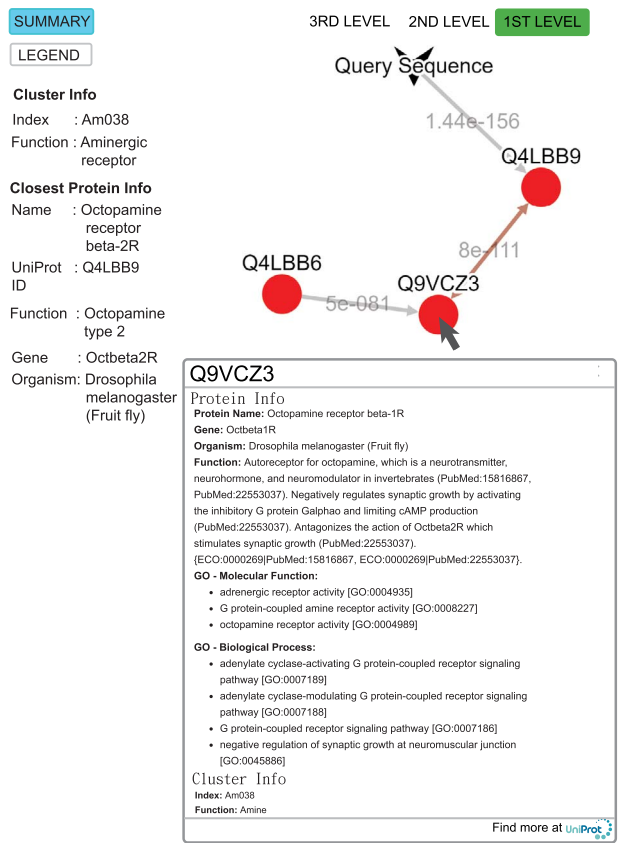 SUMMARY
3RD LEVEL
2ND LEVEL
1ST LEVEL
LEGEND
Query Sequence
Cluster Info
Index : Am038
Function : Aminergic
receptor
1.44e-156
Q4LBB9
Closest Protein Info
Name : Octopamine
receptor
beta-2R
UniProt : Q4LBB9
ID
Function : Octopamine
type 2
Gene : Octbeta2R
Organism: Drosophila
melanogaster
(Fruit fly)
8e-111
Q4LBB6
Q9VCZ3
5e-081
Q9VCZ3
Protein Info
Protein Name: Octopamine receptor beta-1R
Gene: Octbeta1R
Organism: Drosophila melanogaster (Fruit fly)
Function: Autoreceptor for octopamine, which is a neurotransmitter,
neurohormone, and neuromodulator in invertebrates (PubMed:15816867,
PubMed:22553037). Negatively regulates synaptic growth by activating
the inhibitory G protein Galphao and limiting cAMP production
(PubMed:22553037). Antagonizes the action of Octbeta2R which
stimulates synaptic growth (PubMed:22553037).
{ECO:0000269|PubMed:15816867, ECO:0000269|PubMed:22553037}.
GO - Molecular Function:
• adrenergic receptor activity [GO:0004935]
• G protein-coupled amine receptor activity [GO:0008227]
• octopamine receptor activity [GO:0004989]
GO - Biological Process:
• adenylate cyclase-activating G protein-coupled receptor signaling
pathway [GO:0007189]
• adenylate cyclase-modulating G protein-coupled receptor signaling
pathway [GO:0007188]
• G protein-coupled receptor signaling pathway [GO:0007186]
• negative regulation of synaptic growth at neuromuscular junction
[GO:0045886]
Cluster Info
Index: Am038
Function: Amine
Find more at UniProt